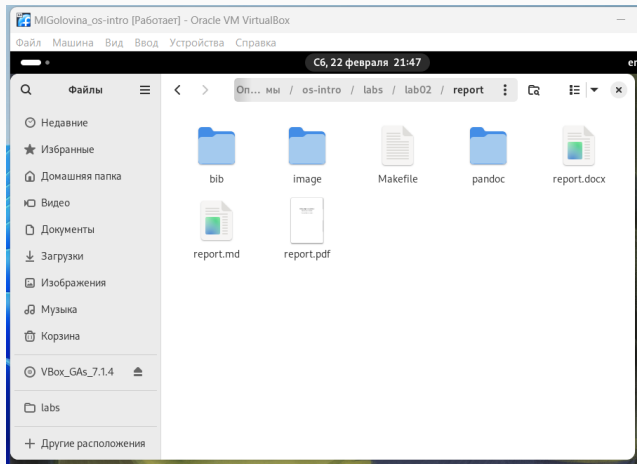 MIGolovina_os-intro [Работает] - Oracle VM VirtualBox
Файл Машина Вид Ввод Устройства Справка
Сб, 22 февраля 21:47
en
Файлы
Оп… мы / os-intro / labs / lab02 / report
Недавние
Избранные
Домашняя папка
Видео
Документы
Загрузки
Изображения
Музыка
Корзина
VBox_GAs_7.1.4
labs
Другие расположения
bib
image
Makefile
pandoc
report.docx
report.md
report.pdf